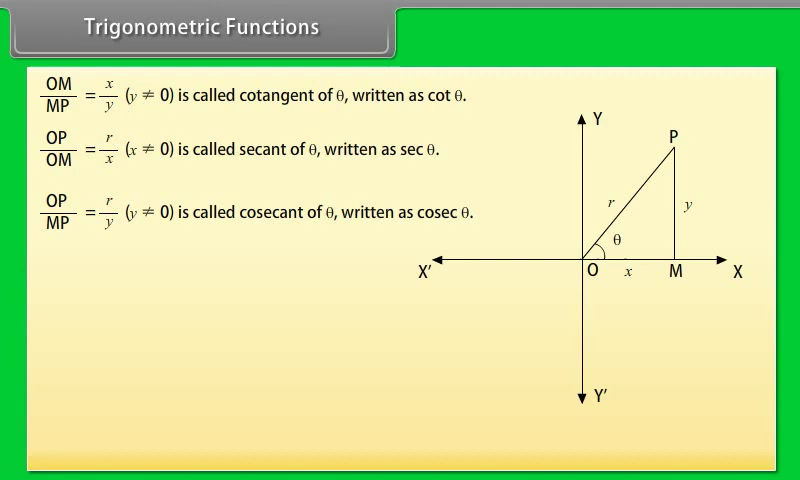 Trigonometric Functions
OM/MP = x/y (y ≠ 0) is called cotangent of θ, written as cot θ.
OP/OM = r/x (x ≠ 0) is called secant of θ, written as sec θ.
OP/MP = r/y (y ≠ 0) is called cosecant of θ, written as cosec θ.
Y
P
r
y
θ
X′
O
x
M
X
Y′